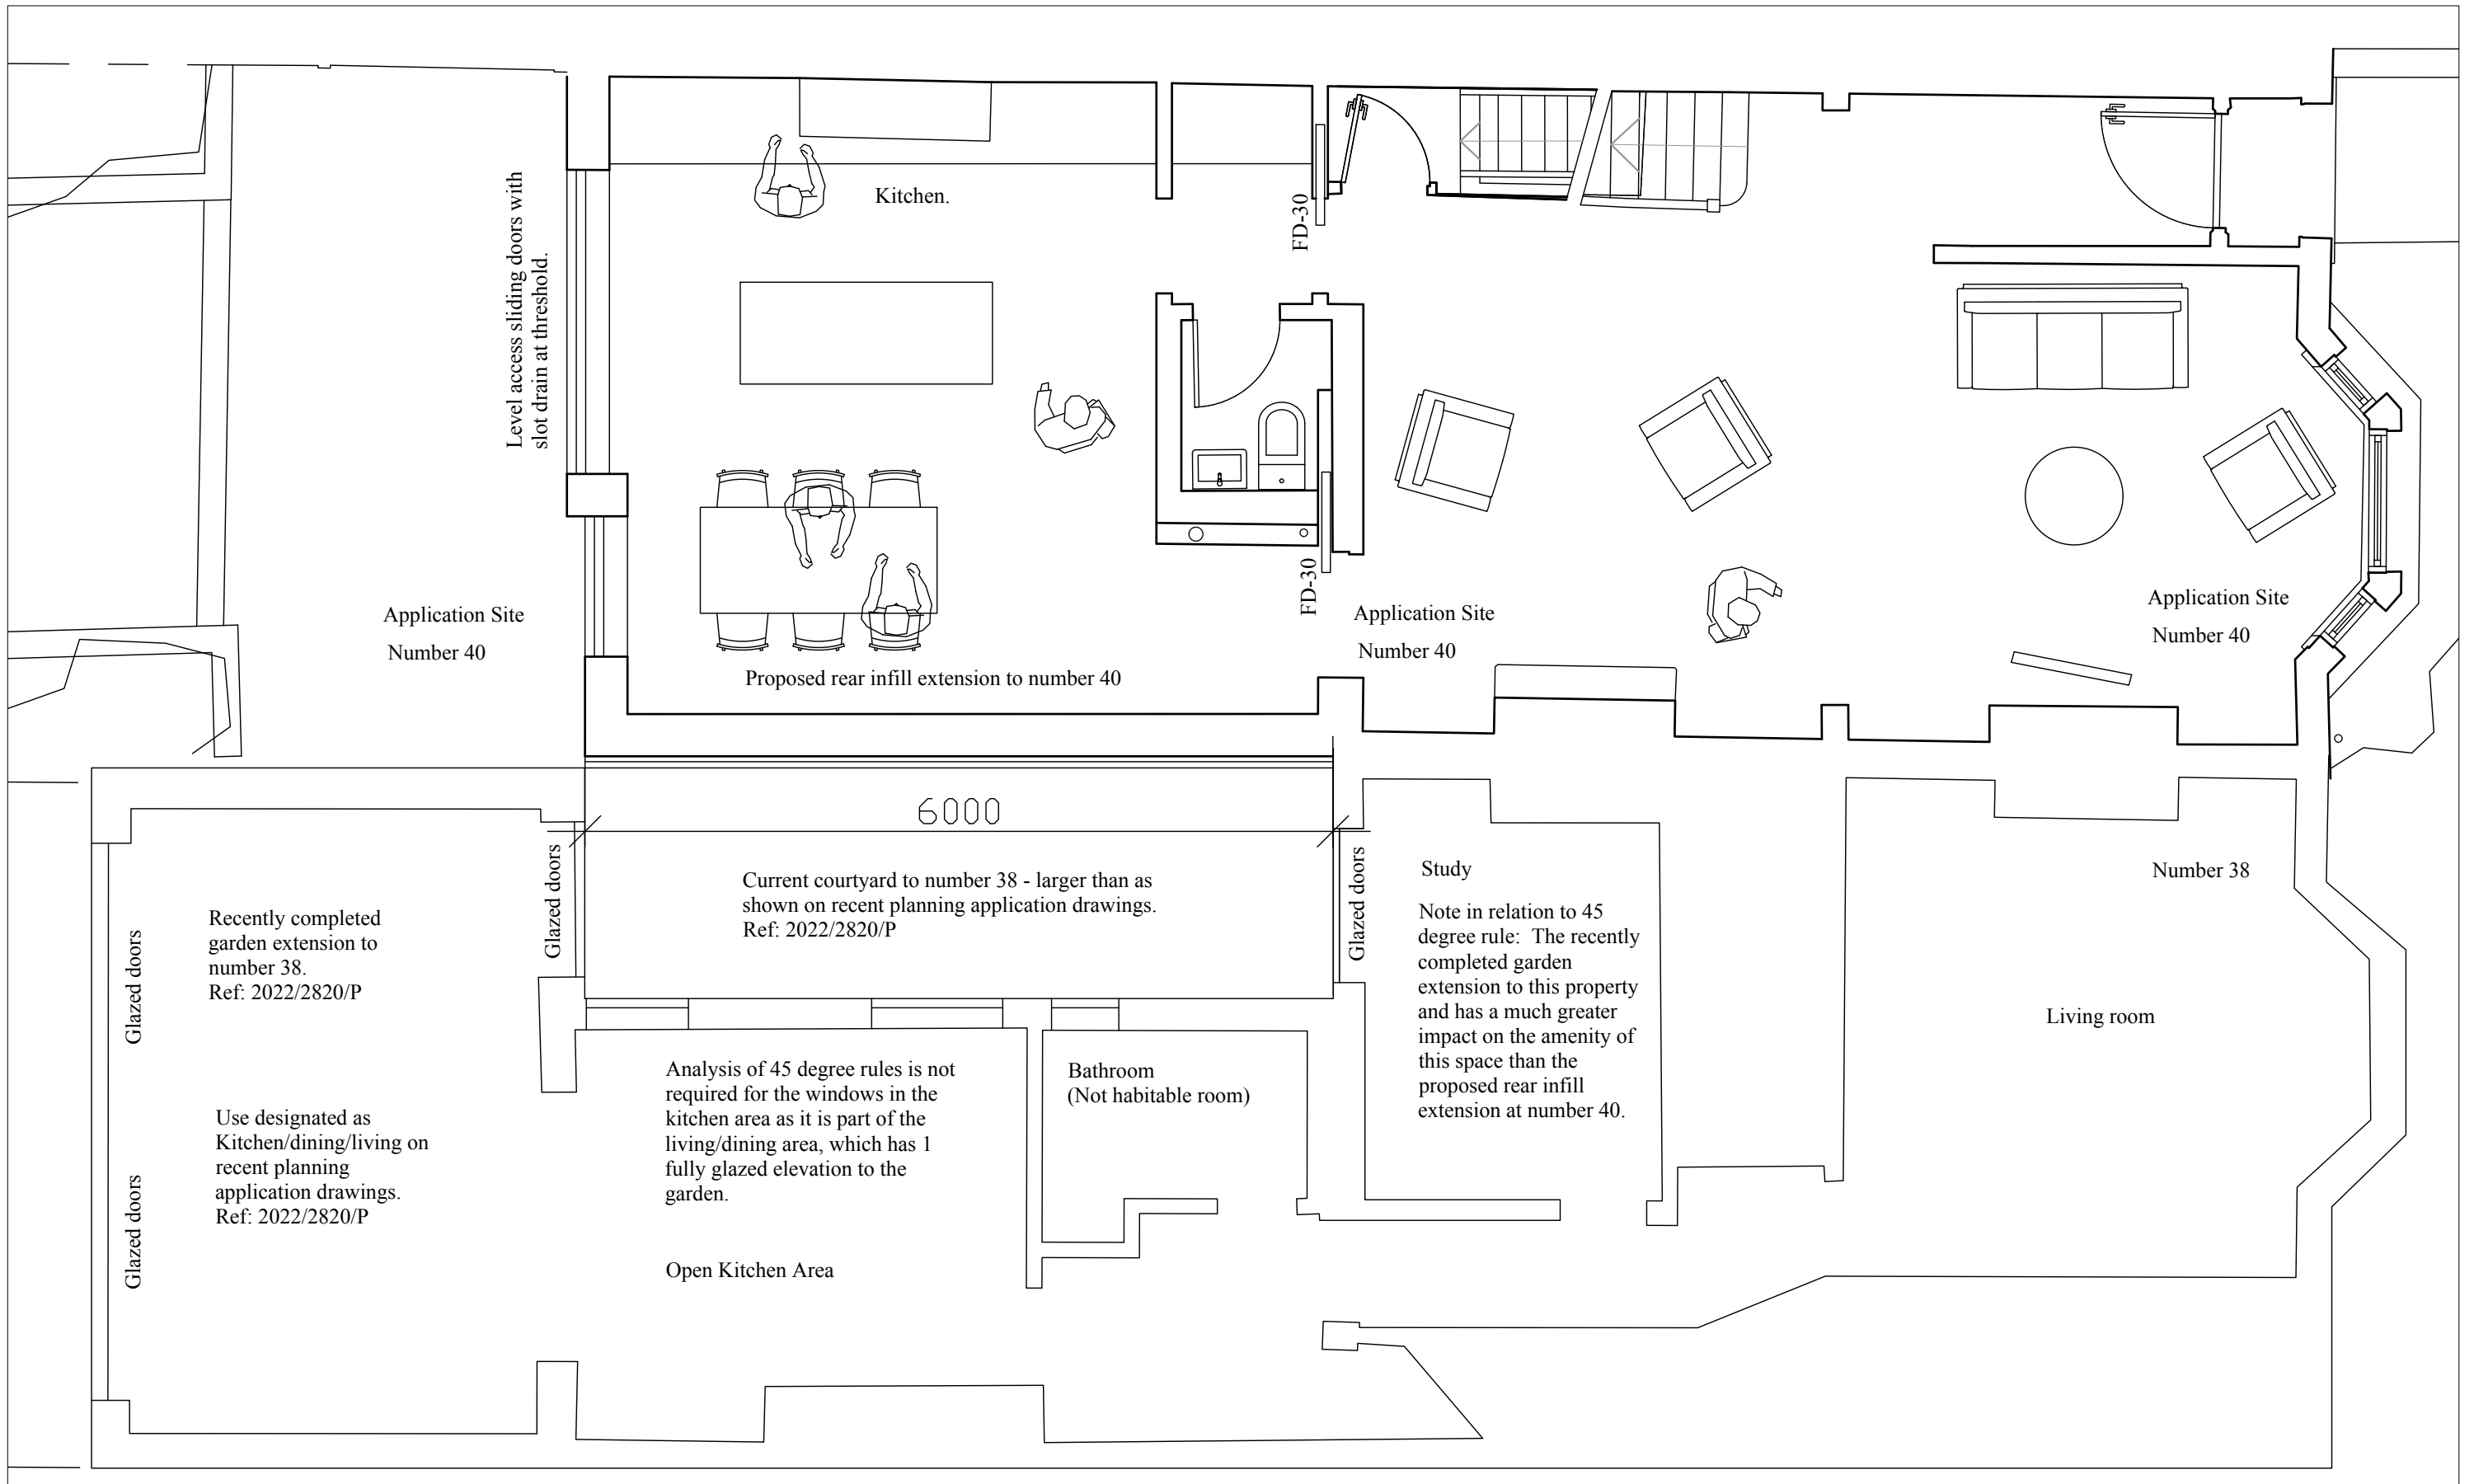 Kitchen.
Level access sliding doors with
slot drain at threshold.
FD-30
FD-30
Application Site
Number 40
Application Site
Number 40
Application Site
Number 40
Proposed rear infill extension to number 40
6000
Glazed doors
Current courtyard to number 38 - larger than as
shown on recent planning application drawings.
Ref: 2022/2820/P
Glazed doors
Study
Number 38
Note in relation to 45
degree rule: The recently
completed garden
extension to this property
and has a much greater
impact on the amenity of
this space than the
proposed rear infill
extension at number 40.
Glazed doors
Recently completed
garden extension to
number 38.
Ref: 2022/2820/P
Living room
Analysis of 45 degree rules is not
required for the windows in the
kitchen area as it is part of the
living/dining area, which has 1
fully glazed elevation to the
garden.
Bathroom
(Not habitable room)
Use designated as
Kitchen/dining/living on
recent planning
application drawings.
Ref: 2022/2820/P
Glazed doors
Open Kitchen Area